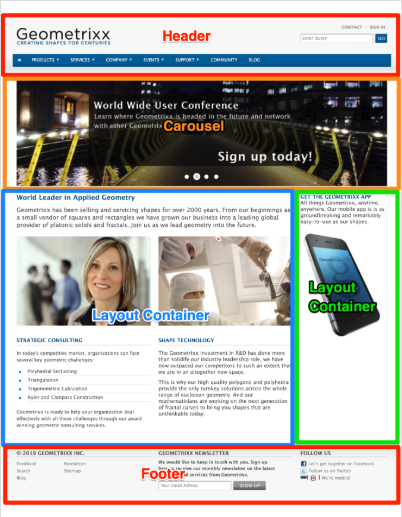 Geometrixx
CREATING SHAPES FOR CENTURIES
Header
CONTACT | SIGN IN
Enter Query
GO
PRODUCTS SERVICES COMPANY EVENTS SUPPORT COMMUNITY BLOG
World Wide User Conference
Learn where Geometrixx is headed in the future and network
with other Geometrix
Carousel
Sign up today!
World Leader in Applied Geometry
Geometrixx has been selling and servicing shapes for over 2000 years. From our beginnings as
a small vendor of squares and rectangles we have grown our business into a leading global
provider of platonic solids and fractals. Join us as we lead geometry into the future.
Layout Container
STRATEGIC CONSULTING
In today's competitive market, organizations can face
several key geometric challenges:
Polyhedral Sectioning
Triangulation
Trigonometric Calculation
Ruler and Compass Construction
Geometrixx is ready to help your organization deal
effectively with all these challenges through our award
winning geometric consulting services.
SHAPE TECHNOLOGY
The Geometrixx investment in R&D has done more
than solidify our industry leadership role, we have
now outpaced our competitors to such an extent that
we are in an altogether new space.
This is why our high quality polygons and polyhedra
provide the only turnkey solutions across the whole
range of euclidean geometry. And our
mathematicians are working on the next generation
of fractal curves to bring you shapes that are
unthinkable today.
GET THE GEOMETRIXX APP
All things Geometrixx, anytime,
anywhere. Our mobile app is is as
groundbreaking and remarkably
easy-to-use as our shapes.
Layout
Container
© 2010 GEOMETRIXX INC.
Feedback
Search
Blog
Newsletter
Sitemap
GEOMETRIXX NEWSLETTER
We would like to keep in touch with you. Sign up
to receive our monthly newsletter on the latest
services from Geometrixx.
Your Email Address
SIGN UP
Footer
FOLLOW US
Let's get together on Facebook
Follow us on Twitter
We're mobile!